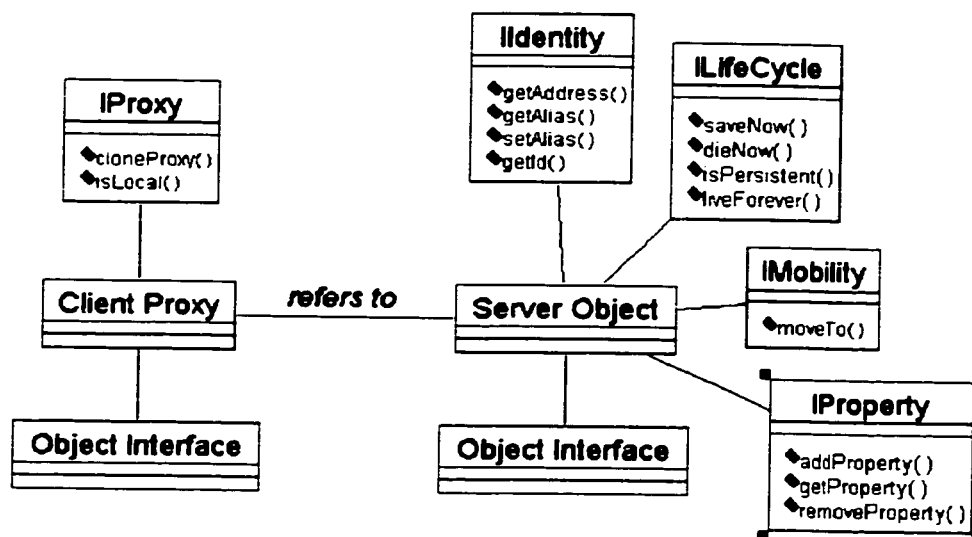 IProxy
cloneProxy()
isLocal()
Client Proxy
Object Interface
refers to
IIdentity
getAddress()
getAlias()
setAlias()
getId()
ILifeCycle
saveNow()
dieNow()
isPersistent()
liveForever()
Server Object
Object Interface
IMobility
moveTo()
IProperty
addProperty()
getProperty()
removeProperty()